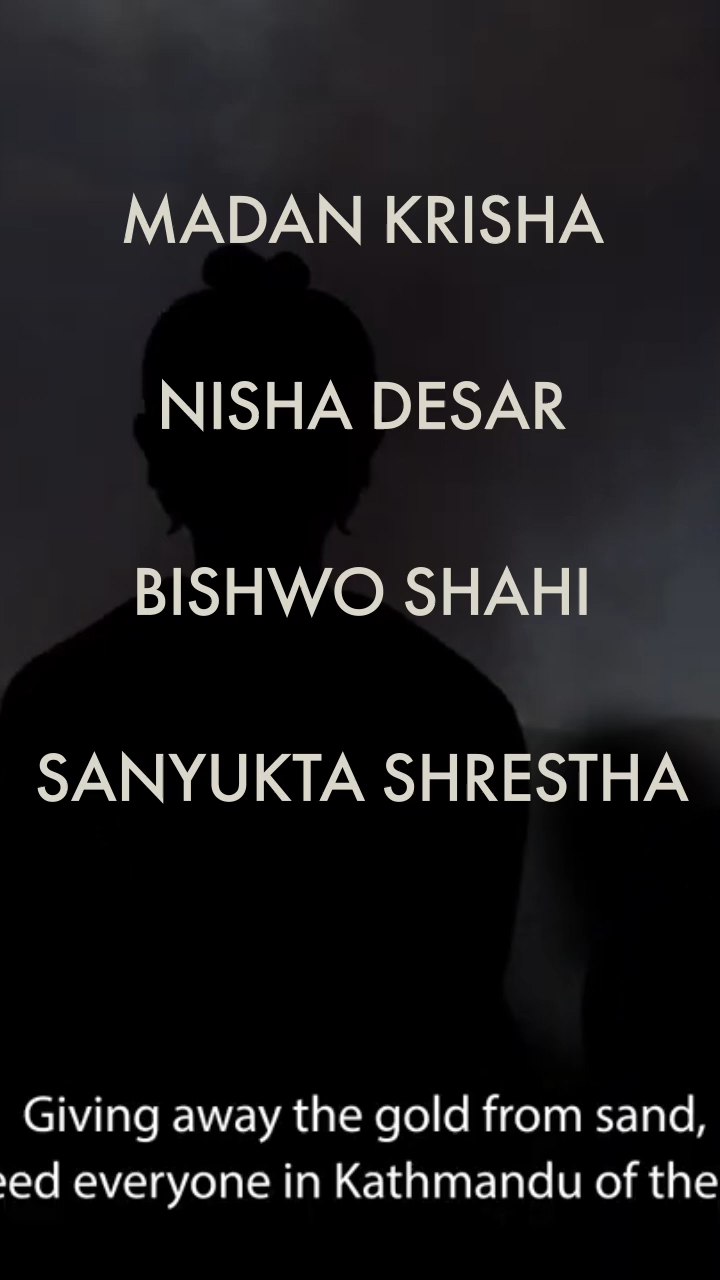 MADAN KRISHA
NISHA DESAR
BISHWO SHAHI
SANYUKTA SHRESTHA
Giving away the gold from sand,
everyone in Kathmandu of the